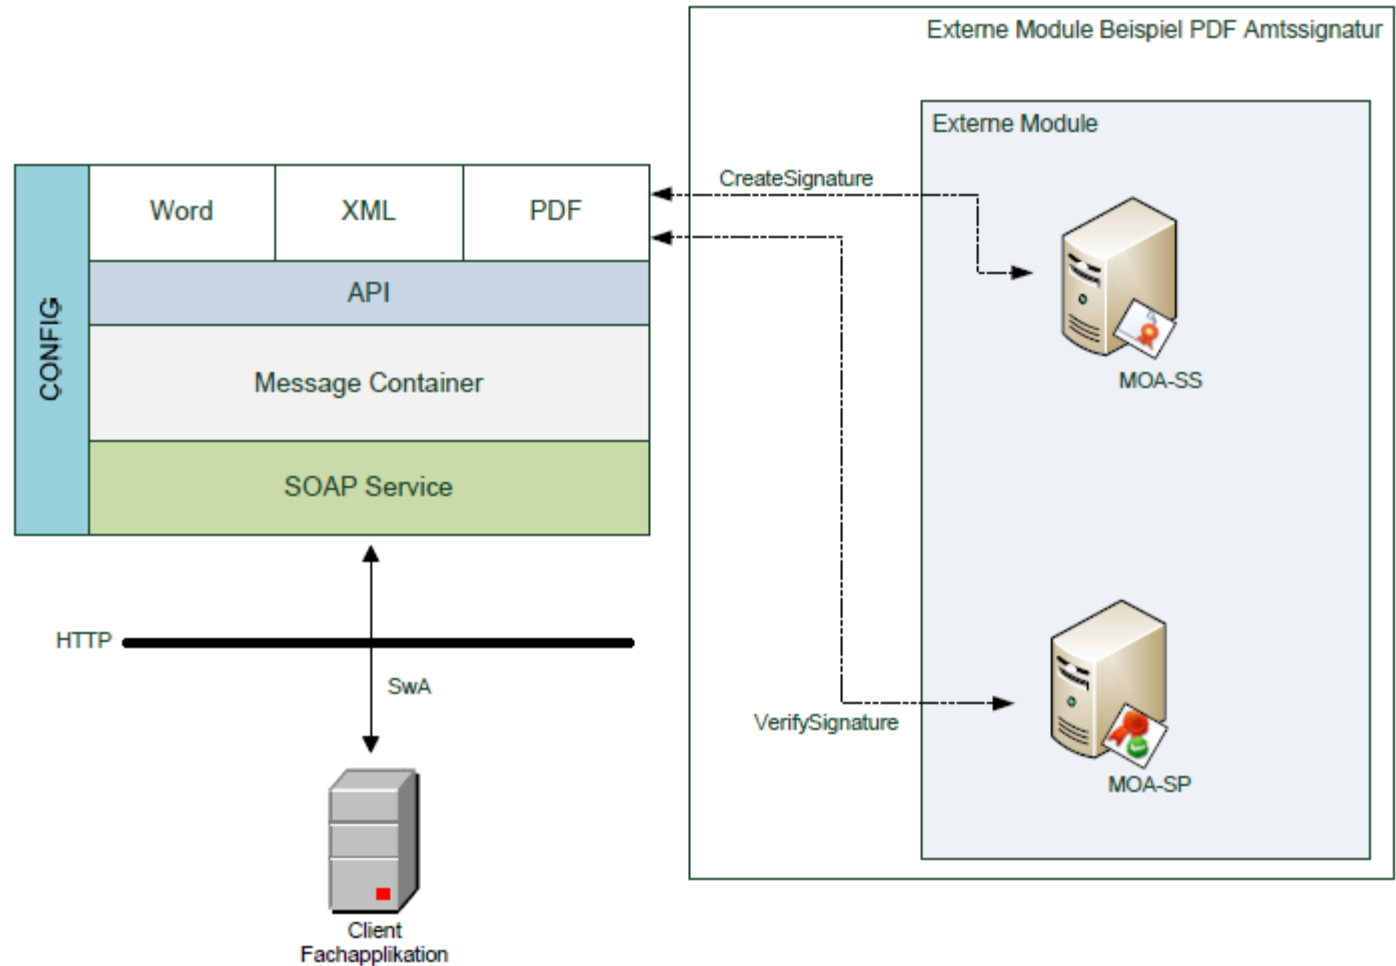 Externe Module Beispiel PDF Amtssignatur
Externe Module
CreateSignature
Word
XML
PDF
API
CONFIG
Message Container
MOA-SS
SOAP Service
HTTP
SwA
VerifySignature
MOA-SP
Client
Fachapplikation